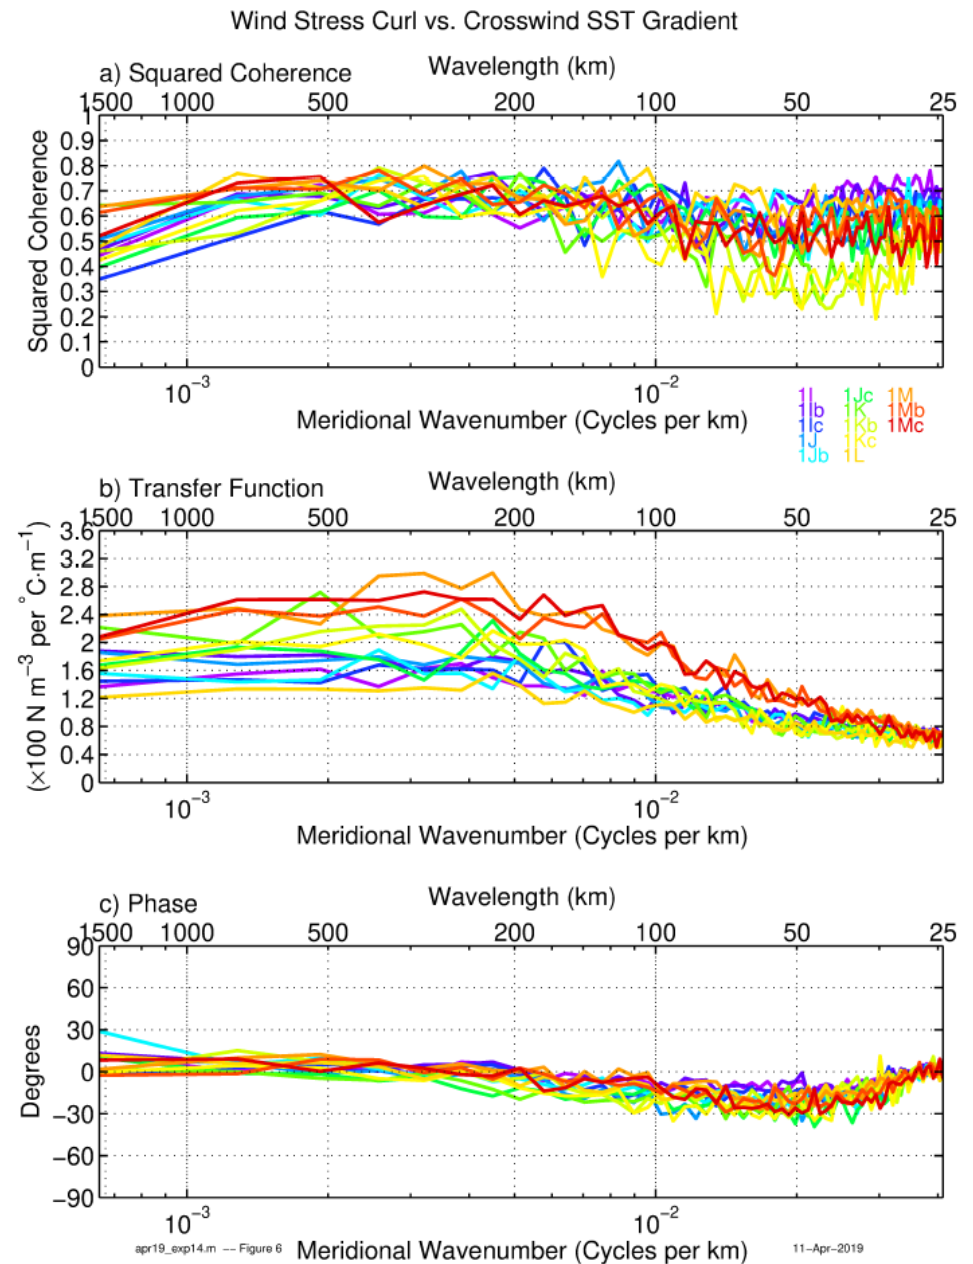 Wind Stress Curl vs. Crosswind SST Gradient
a) Squared Coherence
Wavelength (km)
1500 1000 500 200 100 50 25
Squared Coherence
1
0.9
0.8
0.7
0.6
0.5
0.4
0.3
0.2
0.1
0
10⁻³ 10⁻²
Meridional Wavenumber (Cycles per km)
1I 1Jc 1M
1Ib 1K 1Mb
1Ic 1Kb 1Mc
1J 1Kc
1Jb 1L
b) Transfer Function
Wavelength (km)
1500 1000 500 200 100 50 25
(×100 N m⁻³ per °C·m⁻¹)
3.6
3.2
2.8
2.4
2
1.6
1.2
0.8
0.4
0
10⁻³ 10⁻²
Meridional Wavenumber (Cycles per km)
c) Phase
Wavelength (km)
1500 1000 500 200 100 50 25
Degrees
90
60
30
0
−30
−60
−90
10⁻³ 10⁻²
Meridional Wavenumber (Cycles per km)
apr19_exp14.m −− Figure 6
11−Apr−2019